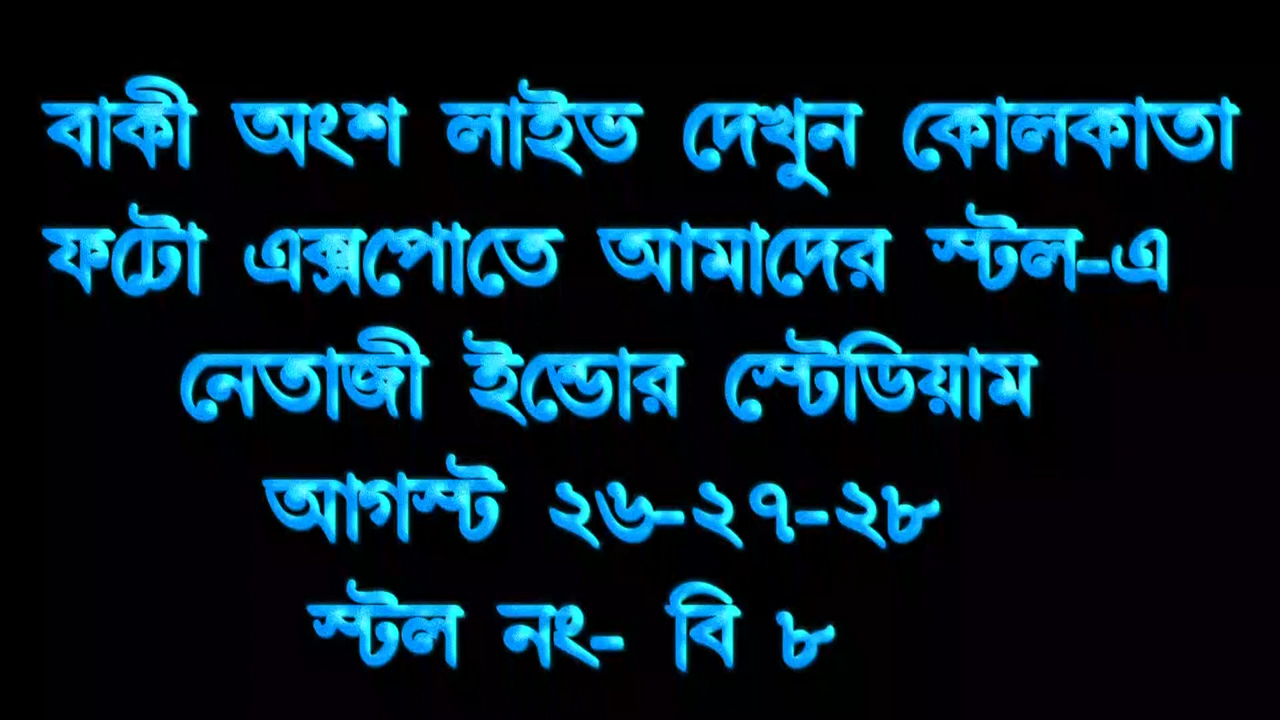 বাকী অংশ লাইভ দেখুন কোলকাতা
ফটো এক্সপোতে আমাদের স্টল-এ
নেতাজী ইন্ডোর স্টেডিয়াম
আগস্ট ২৬-২৭-২৮
স্টল নং- বি ৮